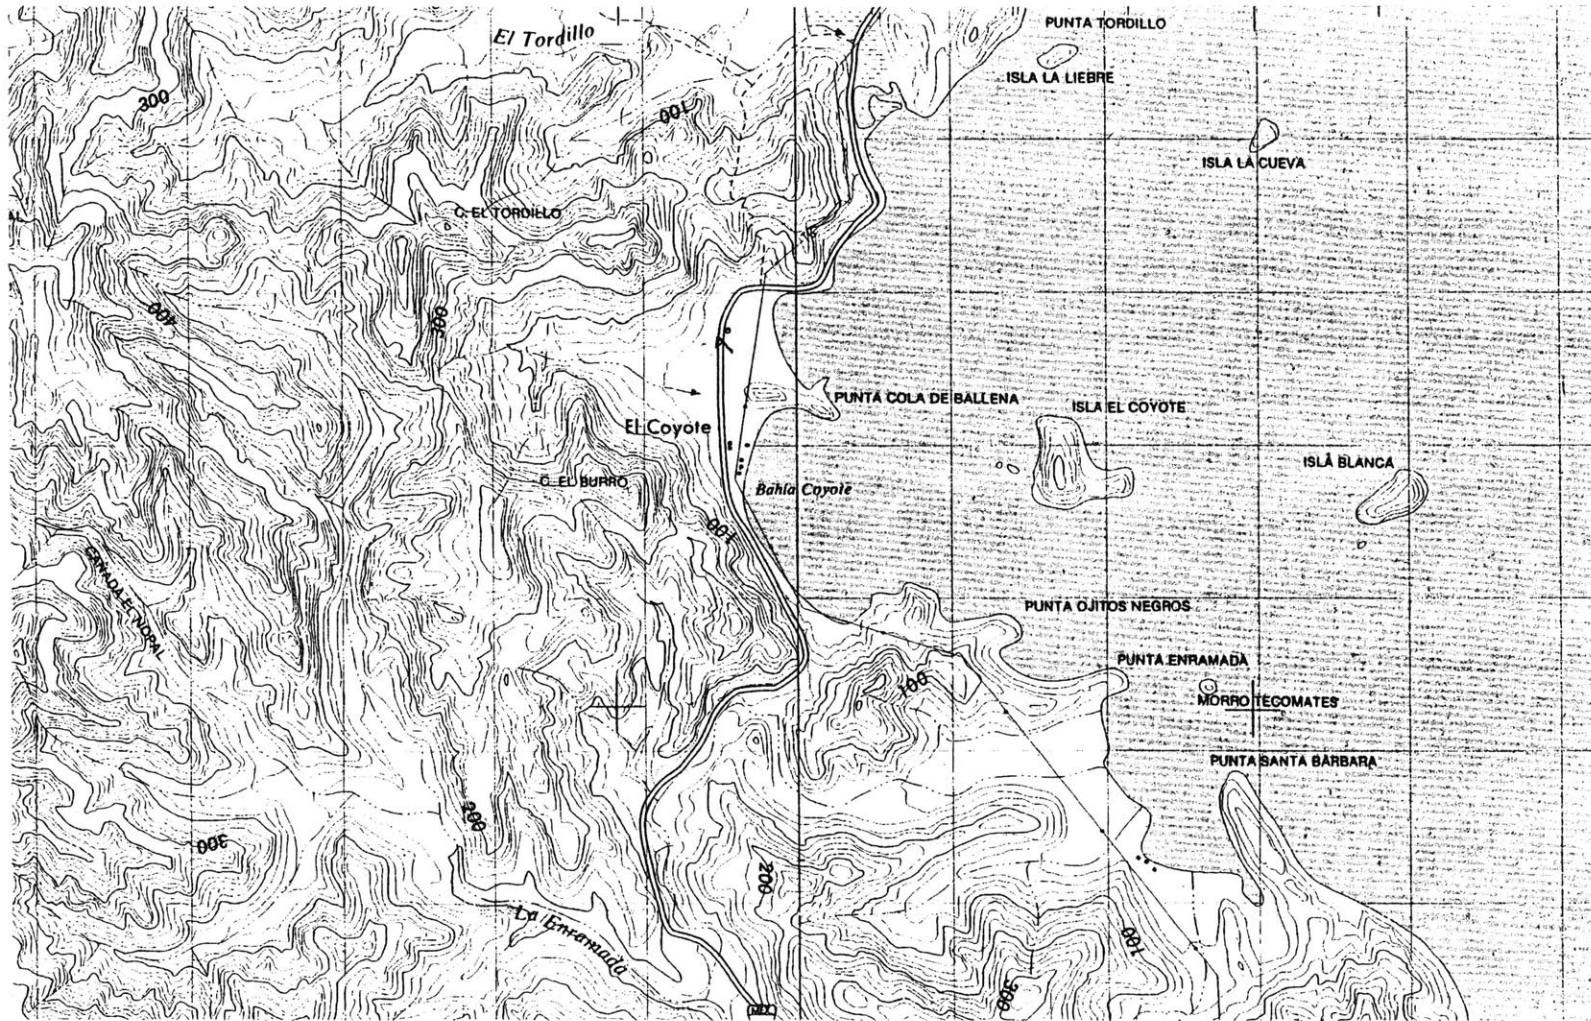 PUNTA TORDILLO
El Tordillo
ISLA LA LIEBRE
300
100
ISLA LA CUEVA
C. EL TORDILLO
400
300
PUNTA COLA DE BALLENA
ISLA EL COYOTE
El Coyote
ISLA BLANCA
C. EL BURRO
Bahía Coyote
100
CAÑADA EL NOPAL
PUNTA OJITOS NEGROS
PUNTA ENRAMADA
100
MORRO TECOMATES
PUNTA SANTA BÁRBARA
200
300
200
La Enramada
100
300